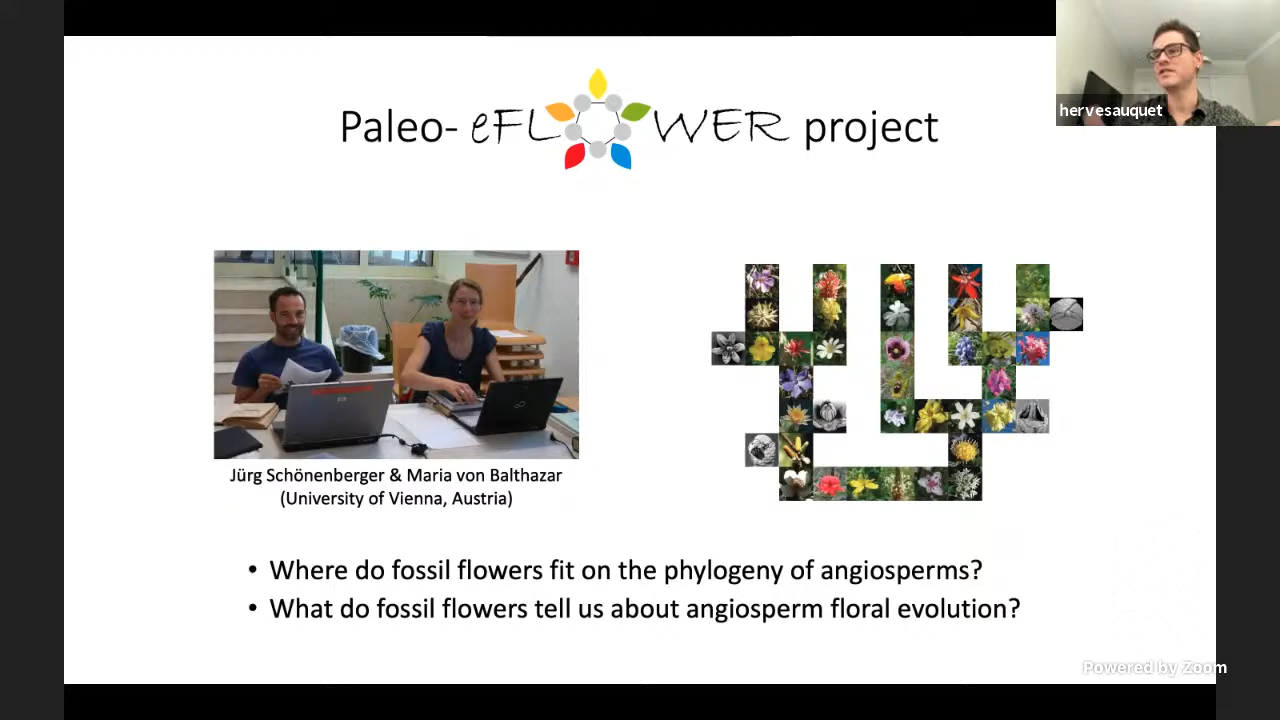 hervesauquet
Paleo- eFLOWER project
Jürg Schönenberger & Maria von Balthazar
(University of Vienna, Austria)
• Where do fossil flowers fit on the phylogeny of angiosperms?
• What do fossil flowers tell us about angiosperm floral evolution?
Powered by Zoom